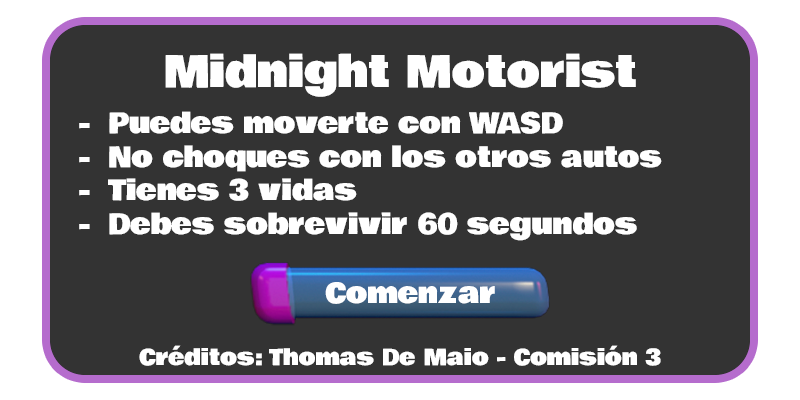 Midnight Motorist
- Puedes moverte con WASD
- No choques con los otros autos
- Tienes 3 vidas
- Debes sobrevivir 60 segundos
Comenzar
Créditos: Thomas De Maio - Comisión 3